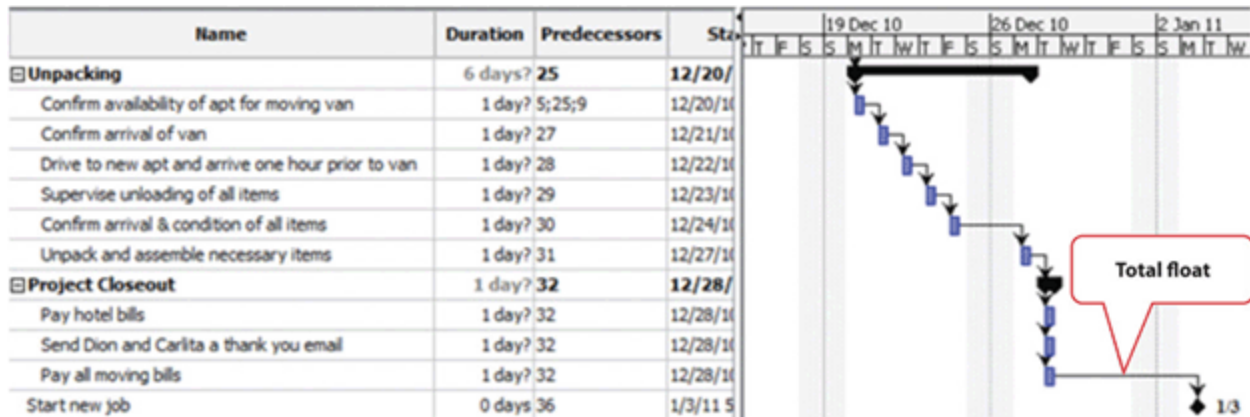 Name Duration Predecessors Sta
19 Dec 10 26 Dec 10 2 Jan 11
T F S S M T W T F S S M T W T F S S M T W
Unpacking 6 days? 25 12/20/
Confirm availability of apt for moving van 1 day? 5;25;9 12/20/10
Confirm arrival of van 1 day? 27 12/21/10
Drive to new apt and arrive one hour prior to van 1 day? 28 12/22/10
Supervise unloading of all items 1 day? 29 12/23/10
Confirm arrival & condition of all items 1 day? 30 12/24/10
Unpack and assemble necessary items 1 day? 31 12/27/10
Total float
Project Closeout 1 day? 32 12/28/
Pay hotel bills 1 day? 32 12/28/10
Send Dion and Carlita a thank you email 1 day? 32 12/28/10
Pay all moving bills 1 day? 32 12/28/10
Start new job 0 days 36 1/3/11 5 1/3